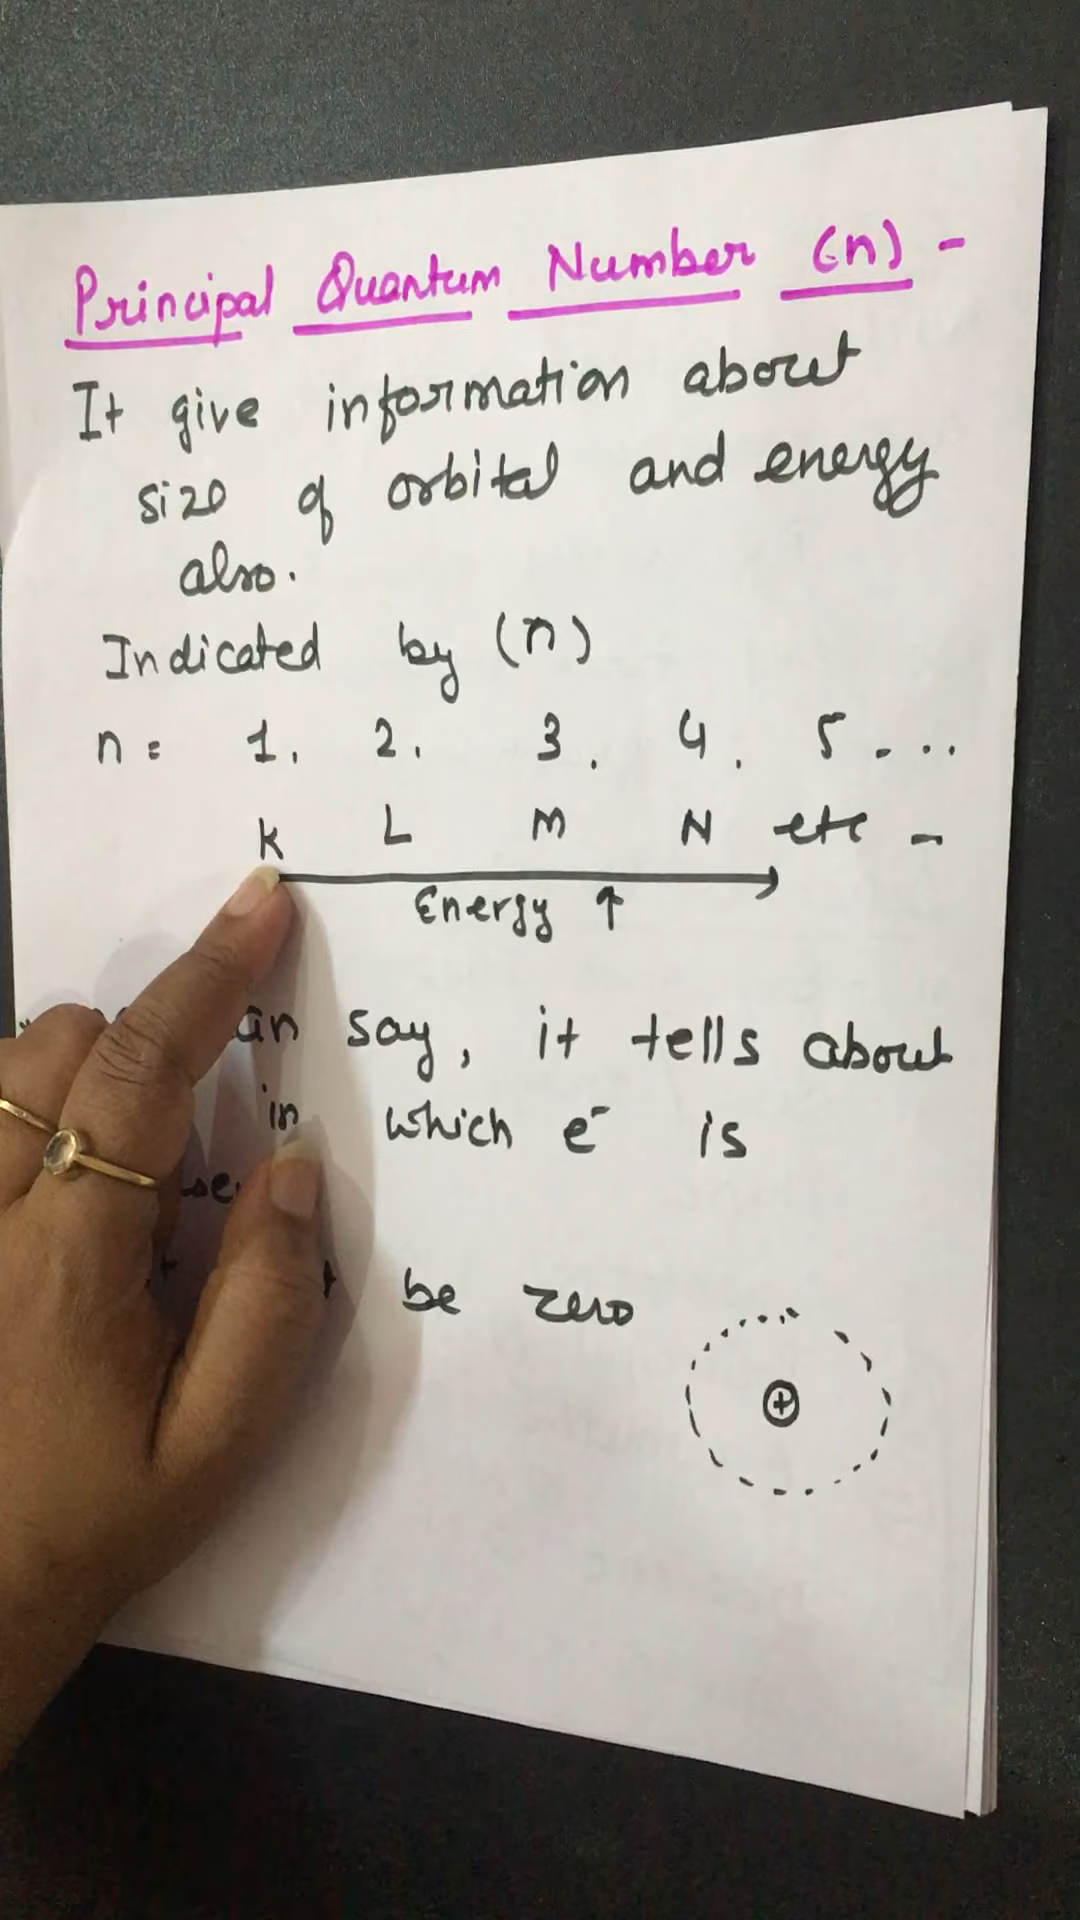 Principal Quantum Number (n) -
It give information about
size of orbital and energy
also.
Indicated by (n)
n = 1, 2, 3, 4, 5 - ...
K L M N etc -
Energy ↑
say, it tells about
in which e⁻ is
be zero
+